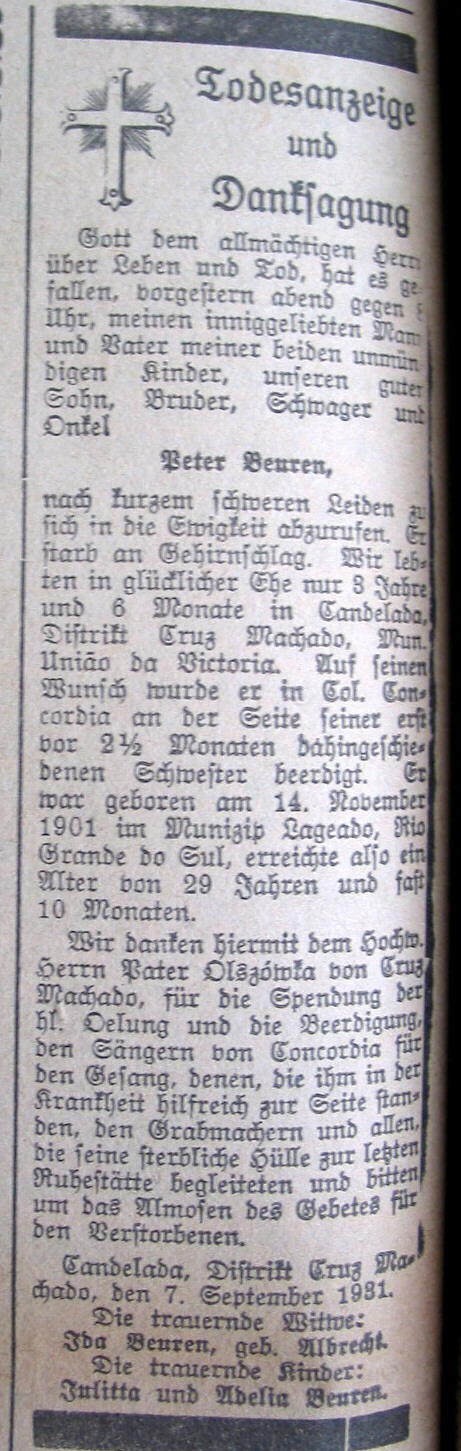 Todesanzeige
und
Danksagung
Gott dem allmächtigen Herrn
über Leben und Tod, hat es ge-
fallen, vorgestern abend gegen
Uhr, meinen inniggeliebten Mann
und Vater meiner beiden unmün-
digen Kinder, unseren guten
Sohn, Bruder, Schwager und
Onkel
Peter Beuren,
nach kurzem schweren Leiden zu
sich in die Ewigkeit abzurufen. Er
starb an Gehirnschlag. Wir leb-
ten in glücklicher Ehe nur 3 Jahre
und 6 Monate in Candelada,
Distrikt Cruz Machado, Mun.
União da Victoria. Auf seinen
Wunsch wurde er in Col. Con-
cordia an der Seite seiner erst
vor 2½ Monaten dahingeschie-
denen Schwester beerdigt. Er
war geboren am 14. November
1901 im Munizip Lageado, Rio
Grande do Sul, erreichte also ein
Alter von 29 Jahren und fast
10 Monaten.
Wir danken hiermit dem Hochw.
Herrn Pater Olszówka von Cruz
Machado, für die Spendung der
hl. Oelung und die Beerdigung,
den Sängern von Concordia für
den Gesang, denen, die ihm in der
Krankheit hilfreich zur Seite stan-
den, den Grabmachern und allen,
die seine sterbliche Hülle zur letzten
Ruhestätte begleiteten und bitten
um das Almosen des Gebetes für
den Verstorbenen.
Candelada, Distrikt Cruz Ma-
chado, den 7. September 1931.
Die trauernde Wittwe:
Ida Beuren, geb. Albrecht.
Die trauernde Kinder:
Julitta und Adelia Beuren.